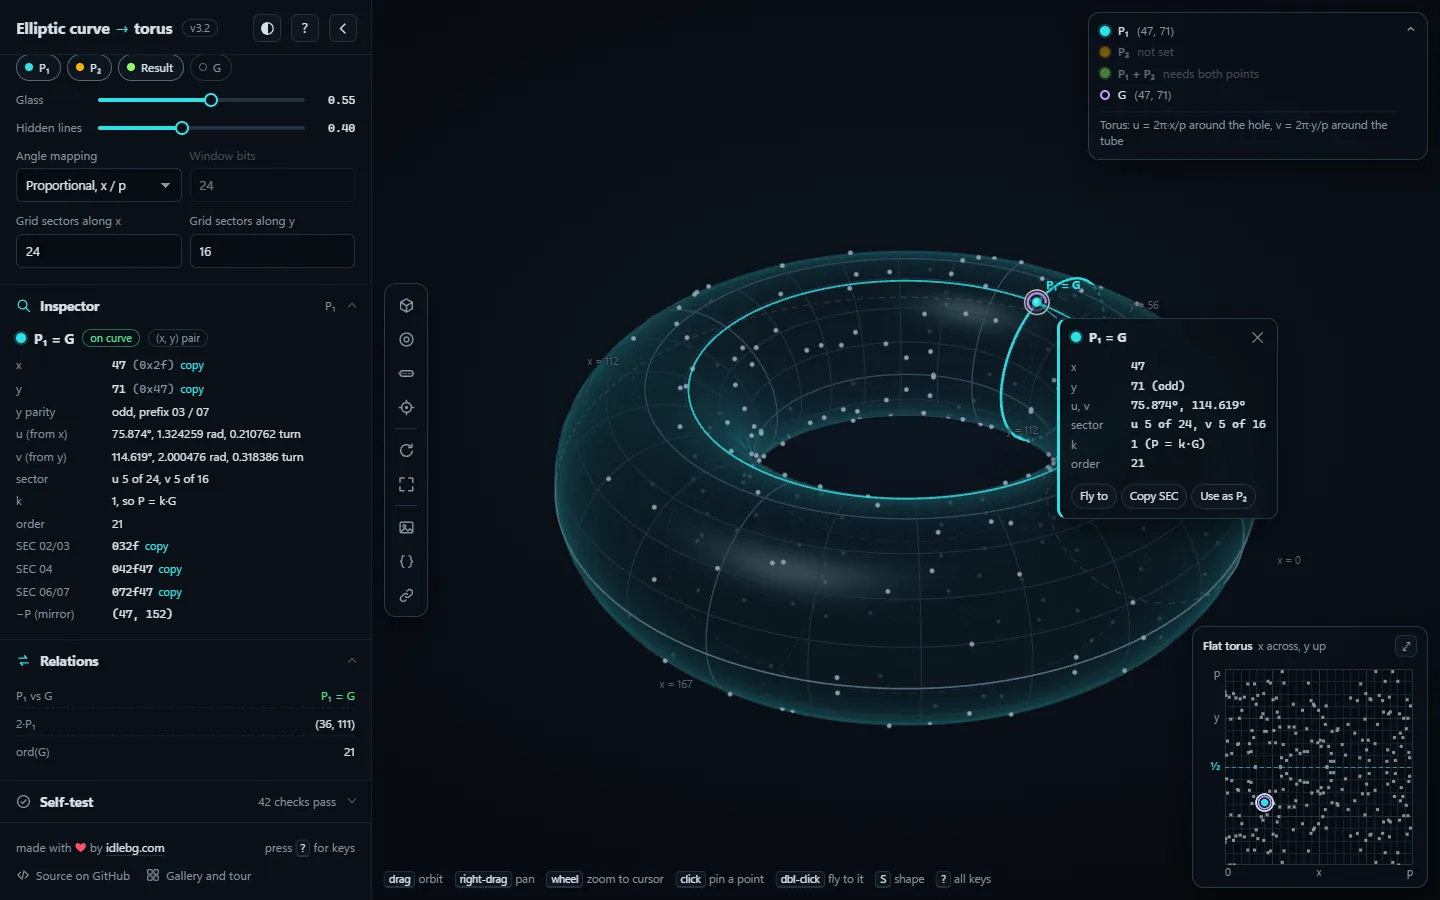 Elliptic curve → torus v3.2 ?
P₁ P₂ Result G
Glass 0.55
Hidden lines 0.40
Angle mapping Window bits
Proportional, x / p 24
Grid sectors along x Grid sectors along y
24 16
Inspector P₁
P₁ = G on curve (x, y) pair
x 47 (0x2f) copy
y 71 (0x47) copy
y parity odd, prefix 03 / 07
u (from x) 75.874°, 1.324259 rad, 0.210762 turn
v (from y) 114.619°, 2.000476 rad, 0.318386 turn
sector u 5 of 24, v 5 of 16
k 1, so P = k·G
order 21
SEC 02/03 032f copy
SEC 04 042f47 copy
SEC 06/07 072f47 copy
−P (mirror) (47, 152)
Relations
P₁ vs G P₁ = G
2·P₁ (36, 111)
ord(G) 21
Self-test 42 checks pass
made with ❤ by idlebg.com press ? for keys
Source on GitHub Gallery and tour
P₁ (47, 71)
P₂ not set
P₁ + P₂ needs both points
G (47, 71)
Torus: u = 2π·x/p around the hole, v = 2π·y/p around the
tube
P₁ = G
y = 56
x = 112
y = 112
x = 0
x = 167
P₁ = G
x 47
y 71 (odd)
u, v 75.874°, 114.619°
sector u 5 of 24, v 5 of 16
k 1 (P = k·G)
order 21
Fly to Copy SEC Use as P₂
Flat torus x across, y up
p
y
½
0 x p
drag orbit right-drag pan wheel zoom to cursor click pin a point dbl-click fly to it S shape ? all keys